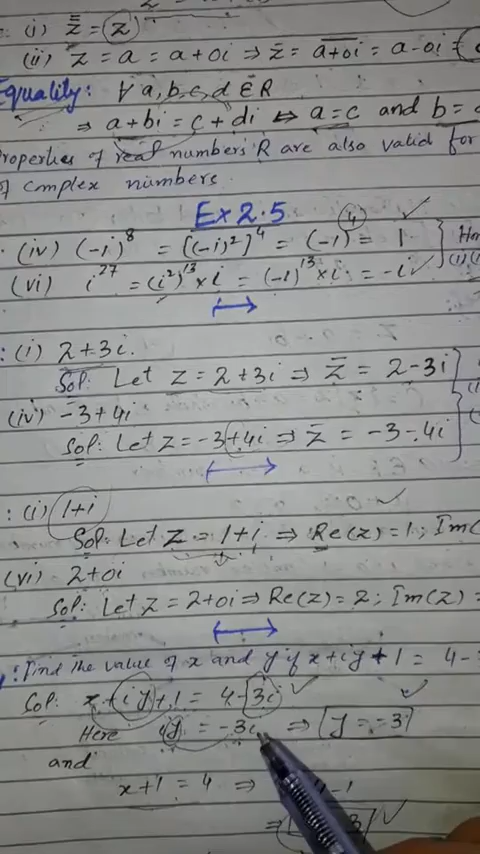 : (i) z̿ = z
(ii) z = a = a + 0i ⇒ z̄ = \overline{a+0i} = a - 0i =
Equality: ∀ a, b, c, d ∈ R
⇒ a + bi = c + di ⇔ a = c and b =
Properties of real numbers R are also valid for
of complex numbers.
Ex 2.5
(iv) (-i)^8 = [(-i)^2]^4 = (-1)^4 = 1
(vi) i^27 = (i^2)^13 × i = (-1)^13 × i = -i
: (i) 2+3i.
Sol: Let z = 2+3i ⇒ z̄ = 2-3i
(iv) -3+4i
Sol: Let z = -3+4i ⇒ z̄ = -3-4i
: (i) 1+i
Sol: Let z = 1+i ⇒ Re(z) = 1; Im(
(vi) 2+0i
Sol: Let z = 2+0i ⇒ Re(z) = 2; Im(z) =
: Find the value of x and y if x+iy+1 = 4-
Sol: x+iy+1 = 4-3i
Here iy = -3i ⇒ y = -3
and
x+1 = 4 ⇒ -1
⇒ 3